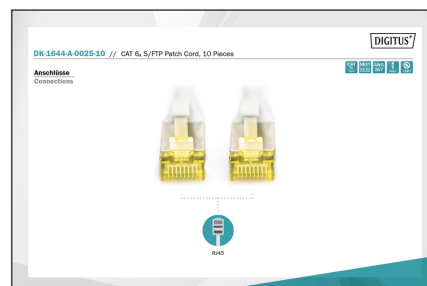 DIGITUS®
DK-1644-A-0025-10 // CAT 6A S/FTP Patch Cord, 10 Pieces
Anschlüsse
Connections
RJ45